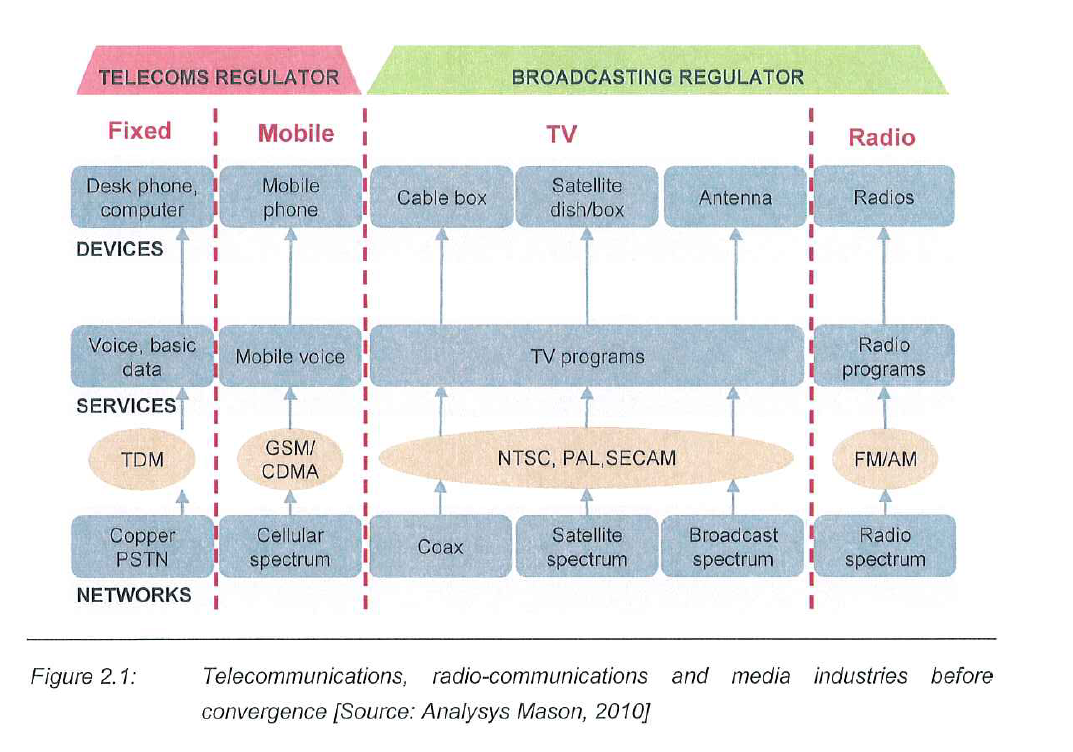 TELECOMS REGULATOR
BROADCASTING REGULATOR
Fixed
Mobile
TV
Radio
Desk phone,
computer
Mobile
phone
Cable box
Satellite
dish/box
Antenna
Radios
DEVICES
Voice, basic
data
Mobile voice
TV programs
Radio
programs
SERVICES
TDM
GSM/
CDMA
NTSC, PAL,SECAM
FM/AM
Copper
PSTN
Cellular
spectrum
Coax
Satellite
spectrum
Broadcast
spectrum
Radio
spectrum
NETWORKS
Figure 2.1: Telecommunications, radio-communications and media industries before
convergence [Source: Analysys Mason, 2010]